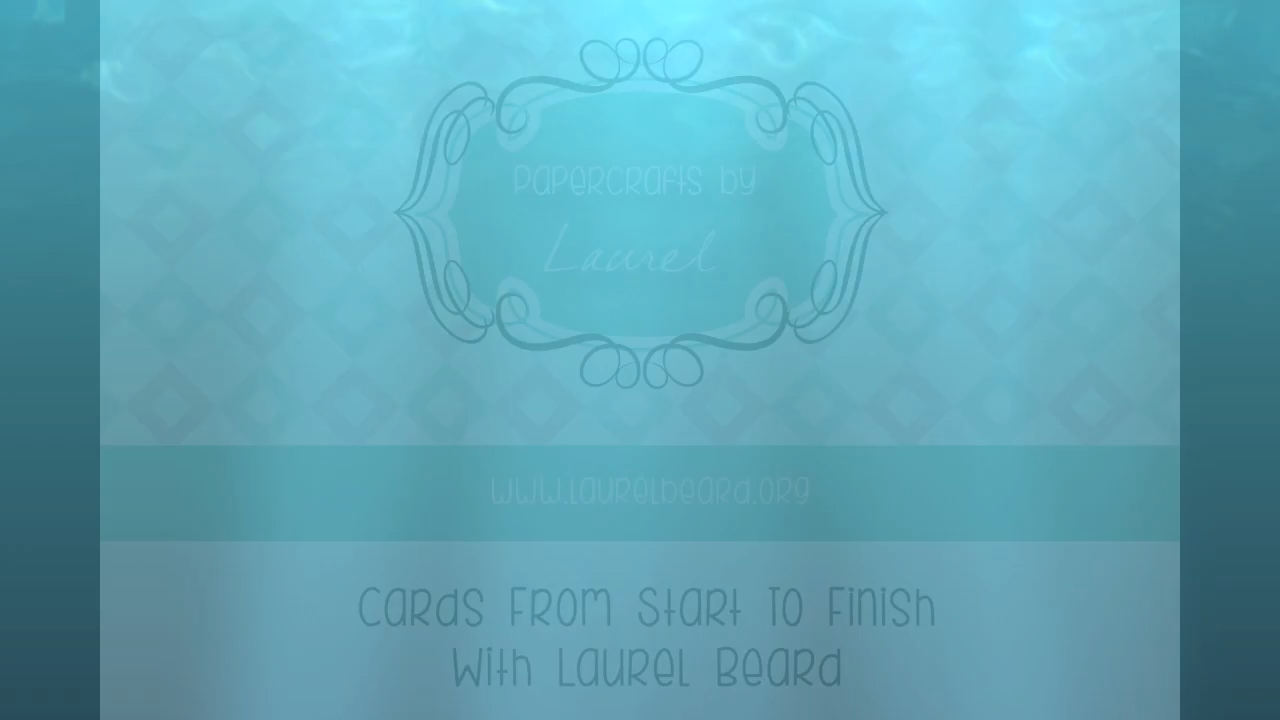 Papercrafts by
Laurel
www.laurelbeard.org
Cards From Start To Finish
With Laurel Beard